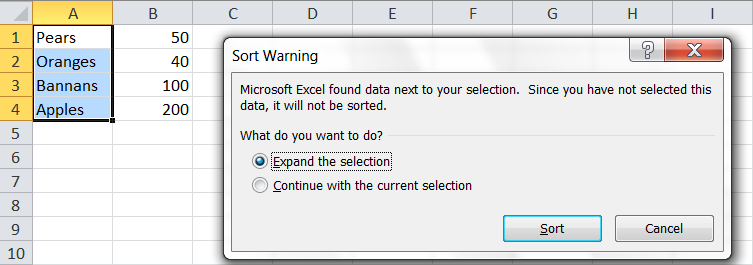 A B C D E F G H I
1 Pears 50
2 Oranges 40
3 Bannans 100
4 Apples 200
5
6
7
8
9
10
Sort Warning
Microsoft Excel found data next to your selection. Since you have not selected this
data, it will not be sorted.
What do you want to do?
Expand the selection
Continue with the current selection
Sort Cancel